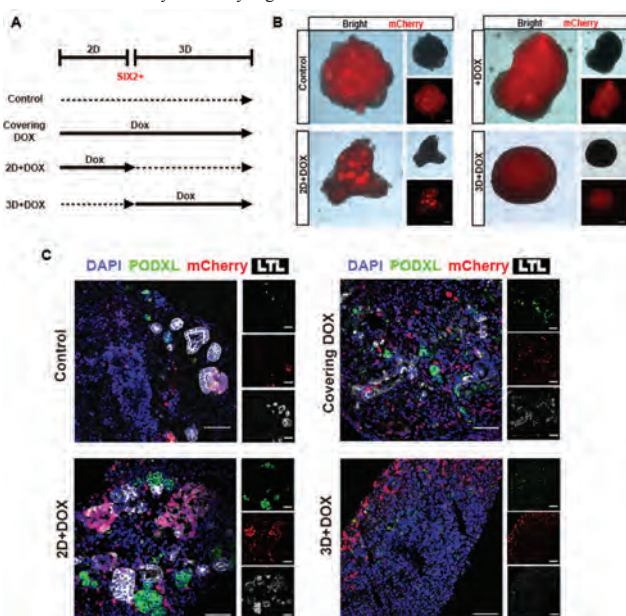 A
2D 3D
SIX2+
Control
Covering DOX
Dox
2D+DOX
Dox
3D+DOX
Dox
B
Bright mCherry
Control
2D+DOX
Bright mCherry
+DOX
3D+DOX
C
DAPI PODXL mCherry LTL
Control
2D+DOX
DAPI PODXL mCherry LTL
Covering DOX
3D+DOX